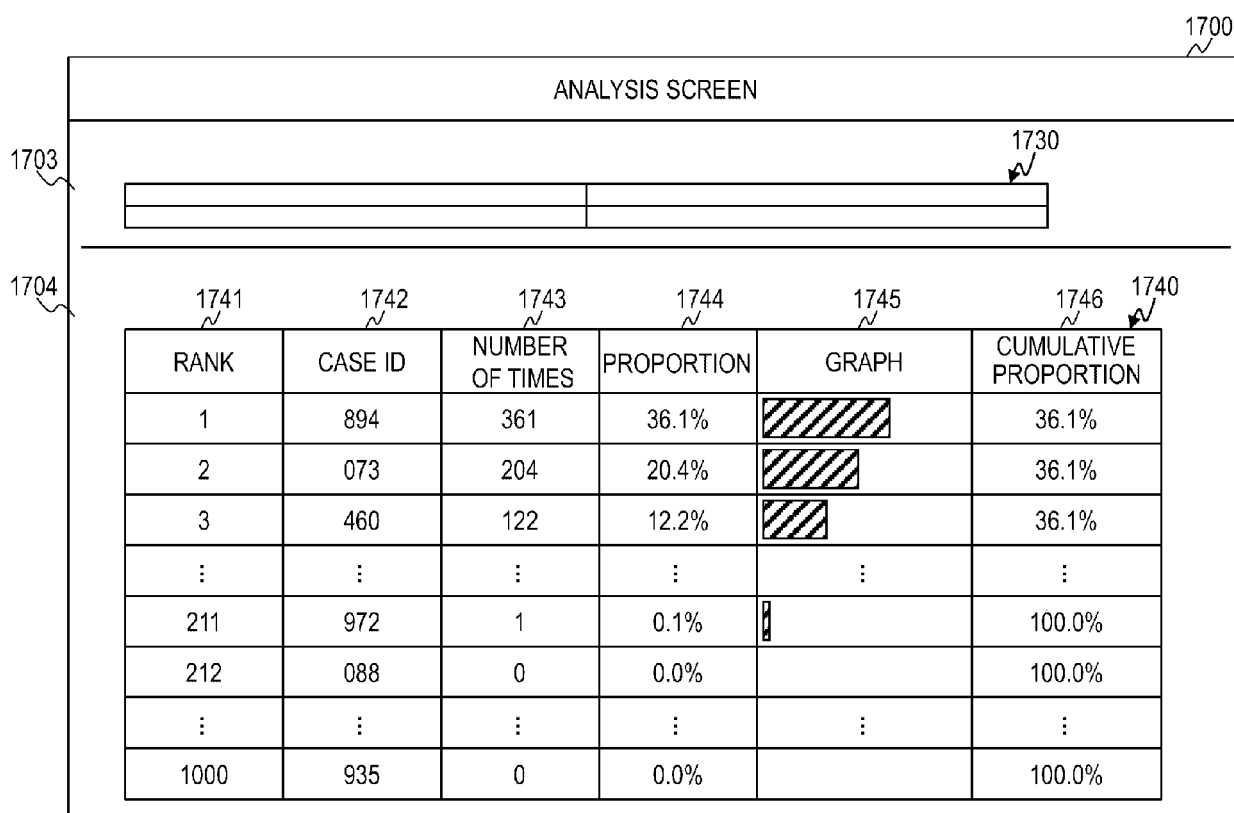 1700
ANALYSIS SCREEN
1703
1730
1704
1741 1742 1743 1744 1745 1746 1740
RANK CASE ID NUMBER OF TIMES PROPORTION GRAPH CUMULATIVE PROPORTION
1 894 361 36.1% 36.1%
2 073 204 20.4% 36.1%
3 460 122 12.2% 36.1%
⋮ ⋮ ⋮ ⋮ ⋮ ⋮
211 972 1 0.1% 100.0%
212 088 0 0.0% 100.0%
⋮ ⋮ ⋮ ⋮ ⋮ ⋮
1000 935 0 0.0% 100.0%